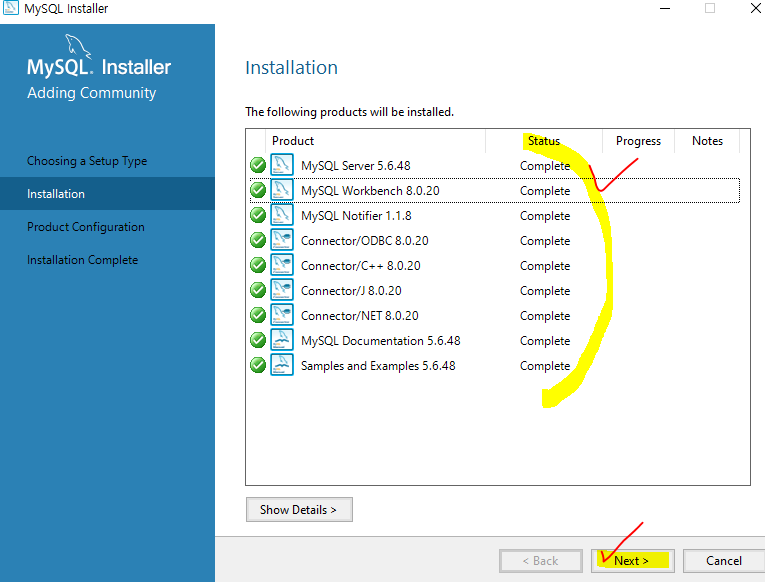 MySQL Installer
MySQL. Installer
Adding Community
Choosing a Setup Type
Installation
Product Configuration
Installation Complete
Installation
The following products will be installed.
Product Status Progress Notes
MySQL Server 5.6.48 Complete
MySQL Workbench 8.0.20 Complete
MySQL Notifier 1.1.8 Complete
Connector/ODBC 8.0.20 Complete
Connector/C++ 8.0.20 Complete
Connector/J 8.0.20 Complete
Connector/NET 8.0.20 Complete
MySQL Documentation 5.6.48 Complete
Samples and Examples 5.6.48 Complete
Show Details >
< Back Next > Cancel